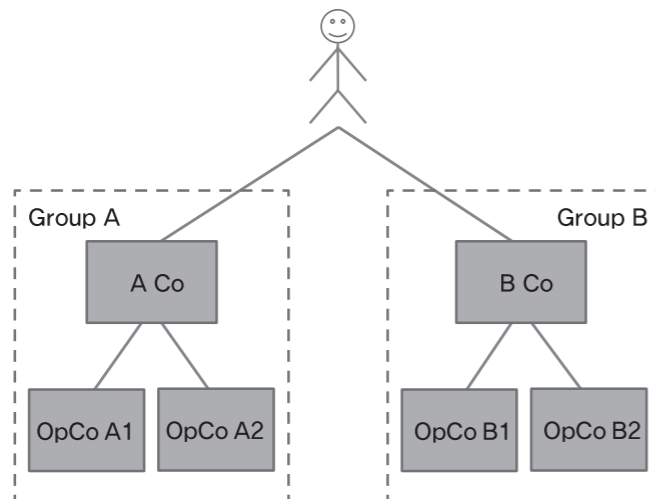 Group A
Group B
A Co
B Co
OpCo A1
OpCo A2
OpCo B1
OpCo B2